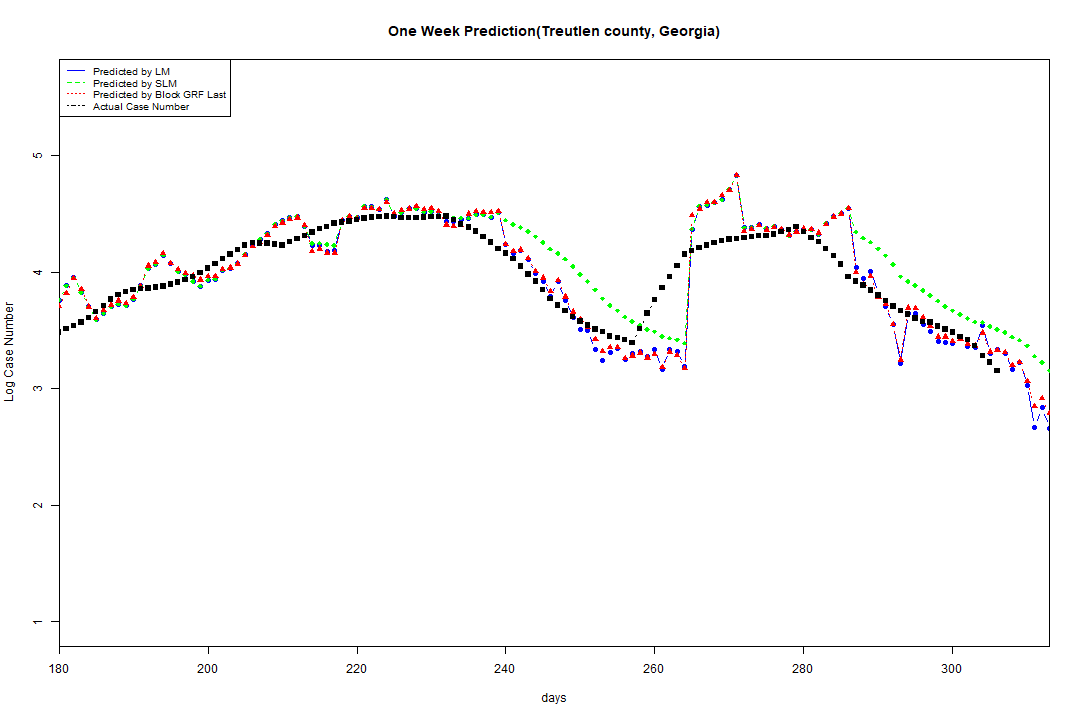 One Week Prediction(Treutlen county, Georgia)
Predicted by LM
Predicted by SLM
Predicted by Block GRF Last
Actual Case Number
5
4
3
2
1
Log Case Number
180 200 220 240 260 280 300
days